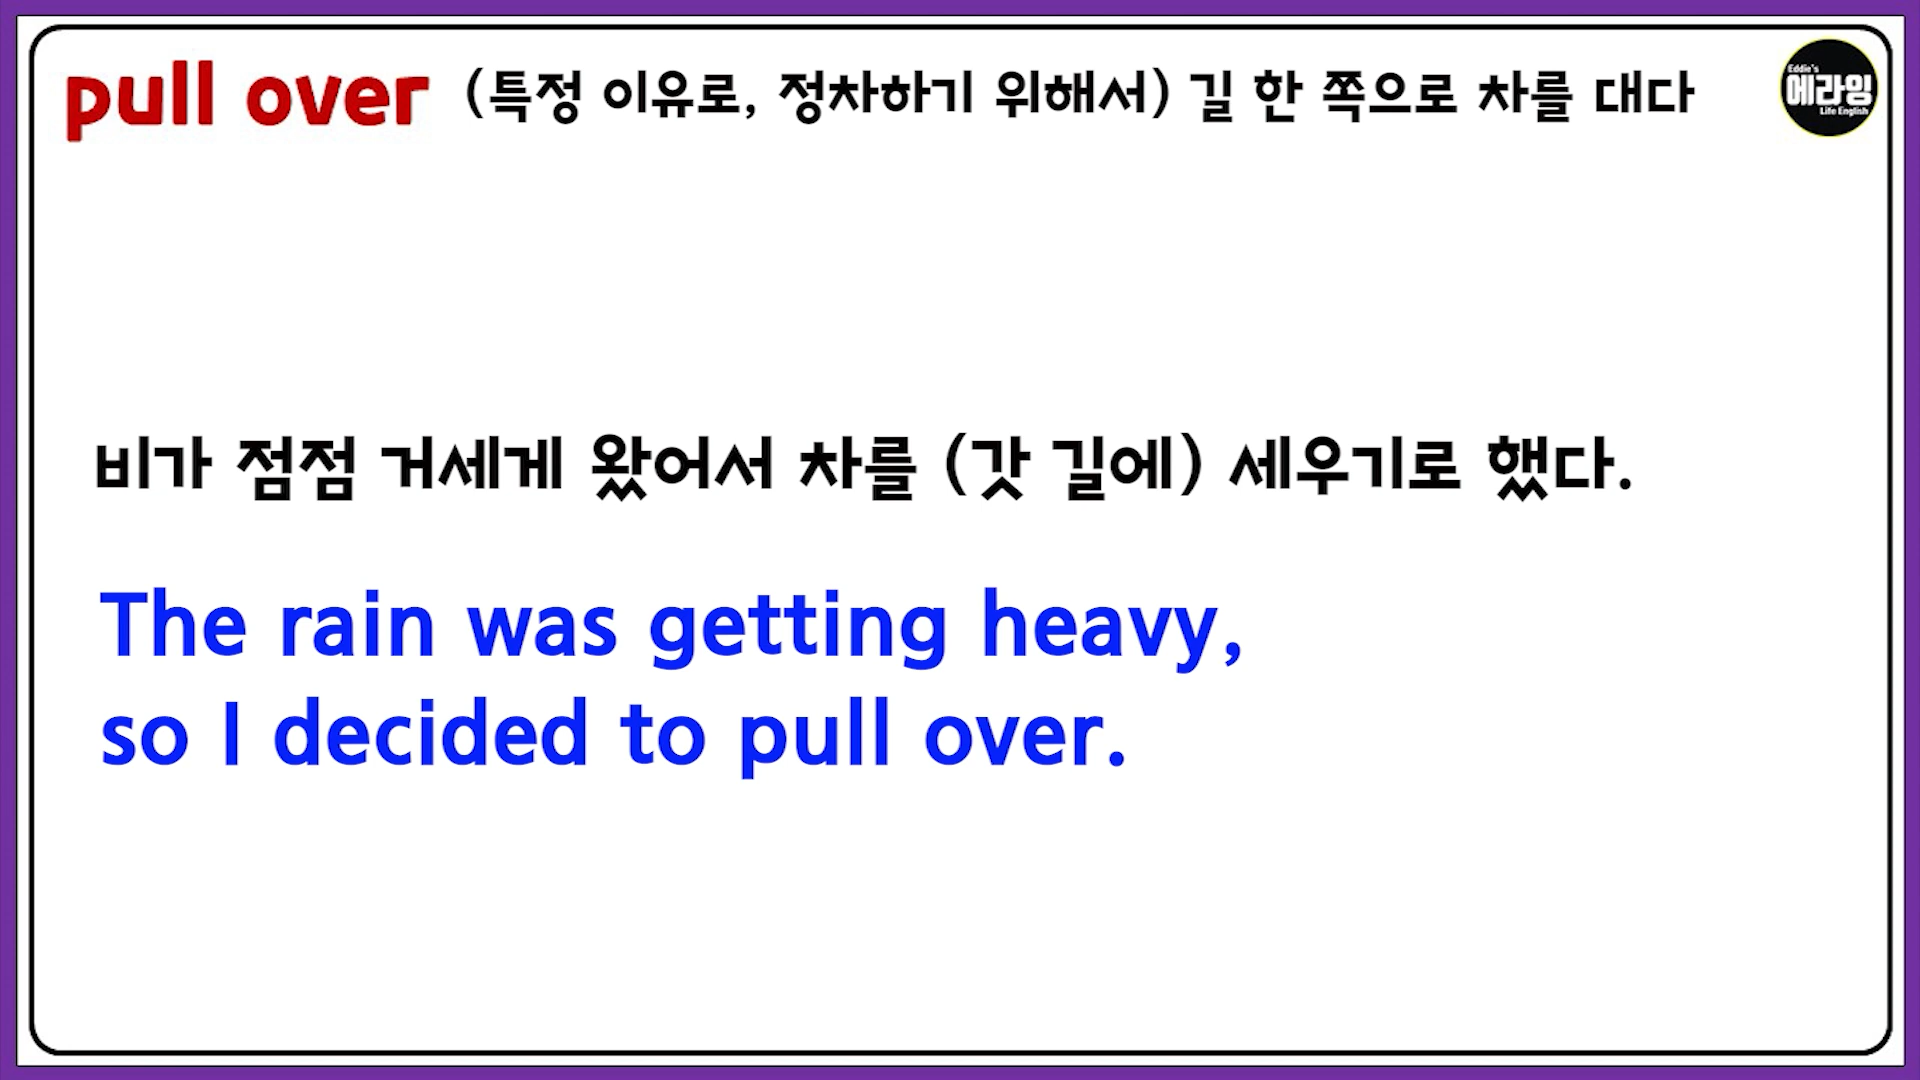 pull over (특정 이유로, 정차하기 위해서) 길 한 쪽으로 차를 대다
Eddie's
에라잉
Life English
비가 점점 거세게 왔어서 차를 (갓 길에) 세우기로 했다.
The rain was getting heavy,
so I decided to pull over.